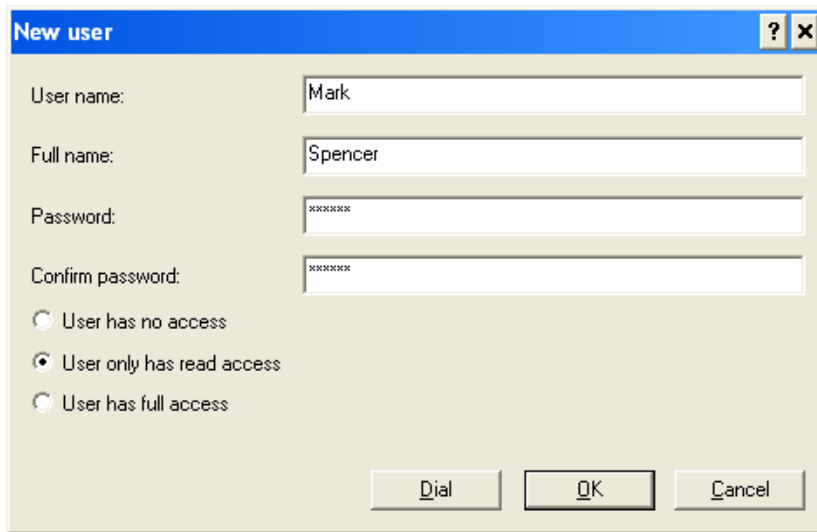 New user
User name: Mark
Full name: Spencer
Password: ******
Confirm password: ******
User has no access
User only has read access
User has full access
Dial OK Cancel